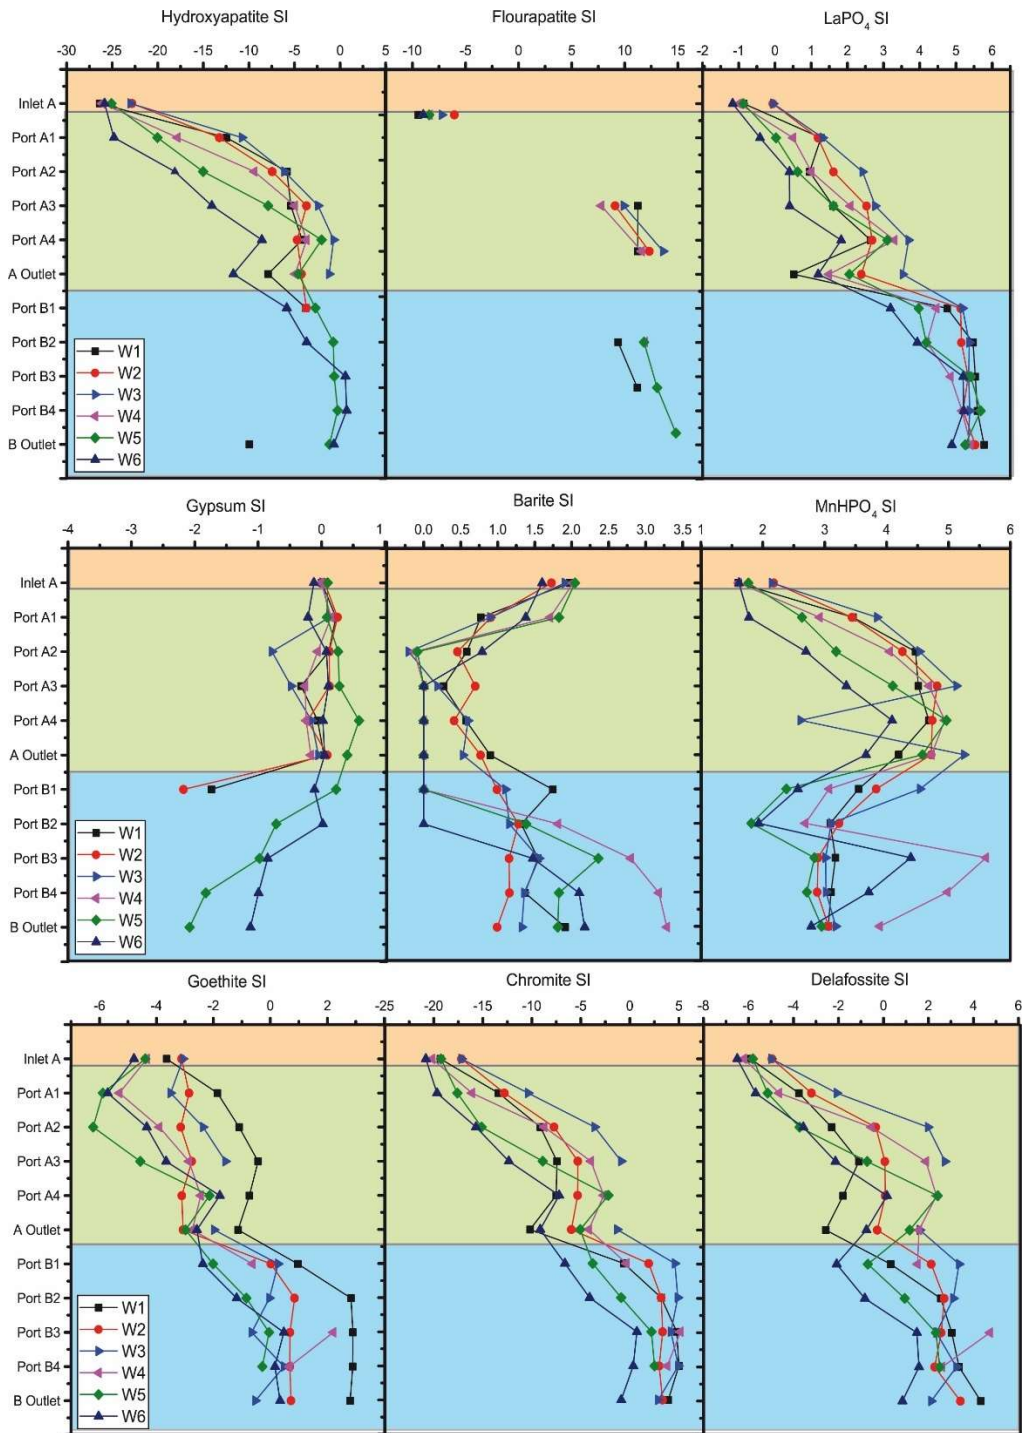 Hydroxyapatite SI Flourapatite SI LaPO4 SI
-30 -25 -20 -15 -10 -5 0 5 -10 -5 0 5 10 15 -2 -1 0 1 2 3 4 5 6
Inlet A
Port A1
Port A2
Port A3
Port A4
A Outlet
Port B1
Port B2
Port B3
Port B4
B Outlet
W1
W2
W3
W4
W5
W6
Gypsum SI Barite SI MnHPO4 SI
-4 -3 -2 -1 0 1 0.0 0.5 1.0 1.5 2.0 2.5 3.0 3.5 1 2 3 4 5 6
Inlet A
Port A1
Port A2
Port A3
Port A4
A Outlet
Port B1
Port B2
Port B3
Port B4
B Outlet
W1
W2
W3
W4
W5
W6
Goethite SI Chromite SI Delafossite SI
-6 -4 -2 0 2 -25 -20 -15 -10 -5 0 5 -8 -6 -4 -2 0 2 4 6
Inlet A
Port A1
Port A2
Port A3
Port A4
A Outlet
Port B1
Port B2
Port B3
Port B4
B Outlet
W1
W2
W3
W4
W5
W6